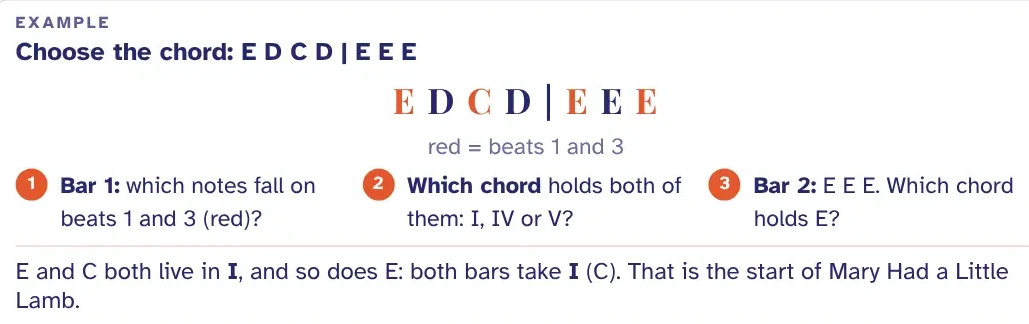 EXAMPLE
Choose the chord: E D C D | E E E
E D C D | E E E
red = beats 1 and 3
1 Bar 1: which notes fall on
beats 1 and 3 (red)?
2 Which chord holds both of
them: I, IV or V?
3 Bar 2: E E E. Which chord
holds E?
E and C both live in I, and so does E: both bars take I (C). That is the start of Mary Had a Little
Lamb.